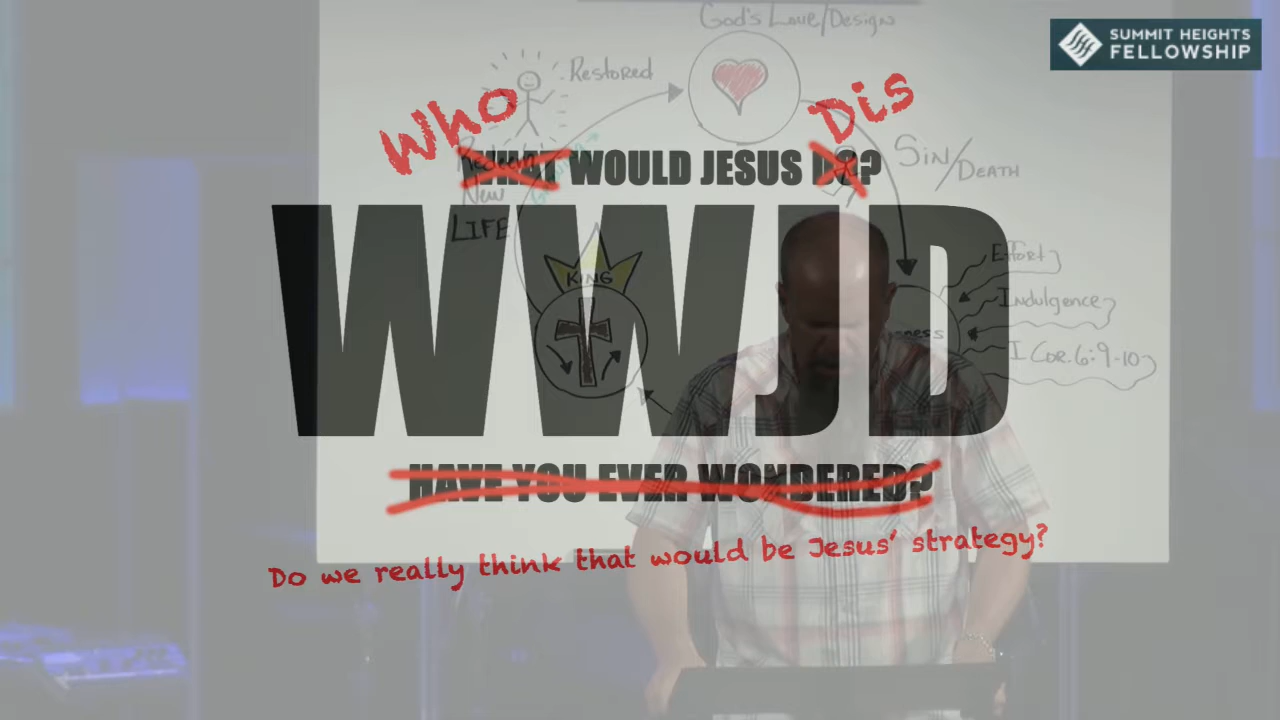 God's Love/Design
SUMMIT HEIGHTS
FELLOWSHIP
Restored
Who
Dis
WHAT WOULD JESUS DO?
Sin/DEATH
New
LIFE
WWJD
KING
Effort
Indulgence
I Cor. 6:9-10
HAVE YOU EVER WONDERED?
Do we really think that would be Jesus' strategy?